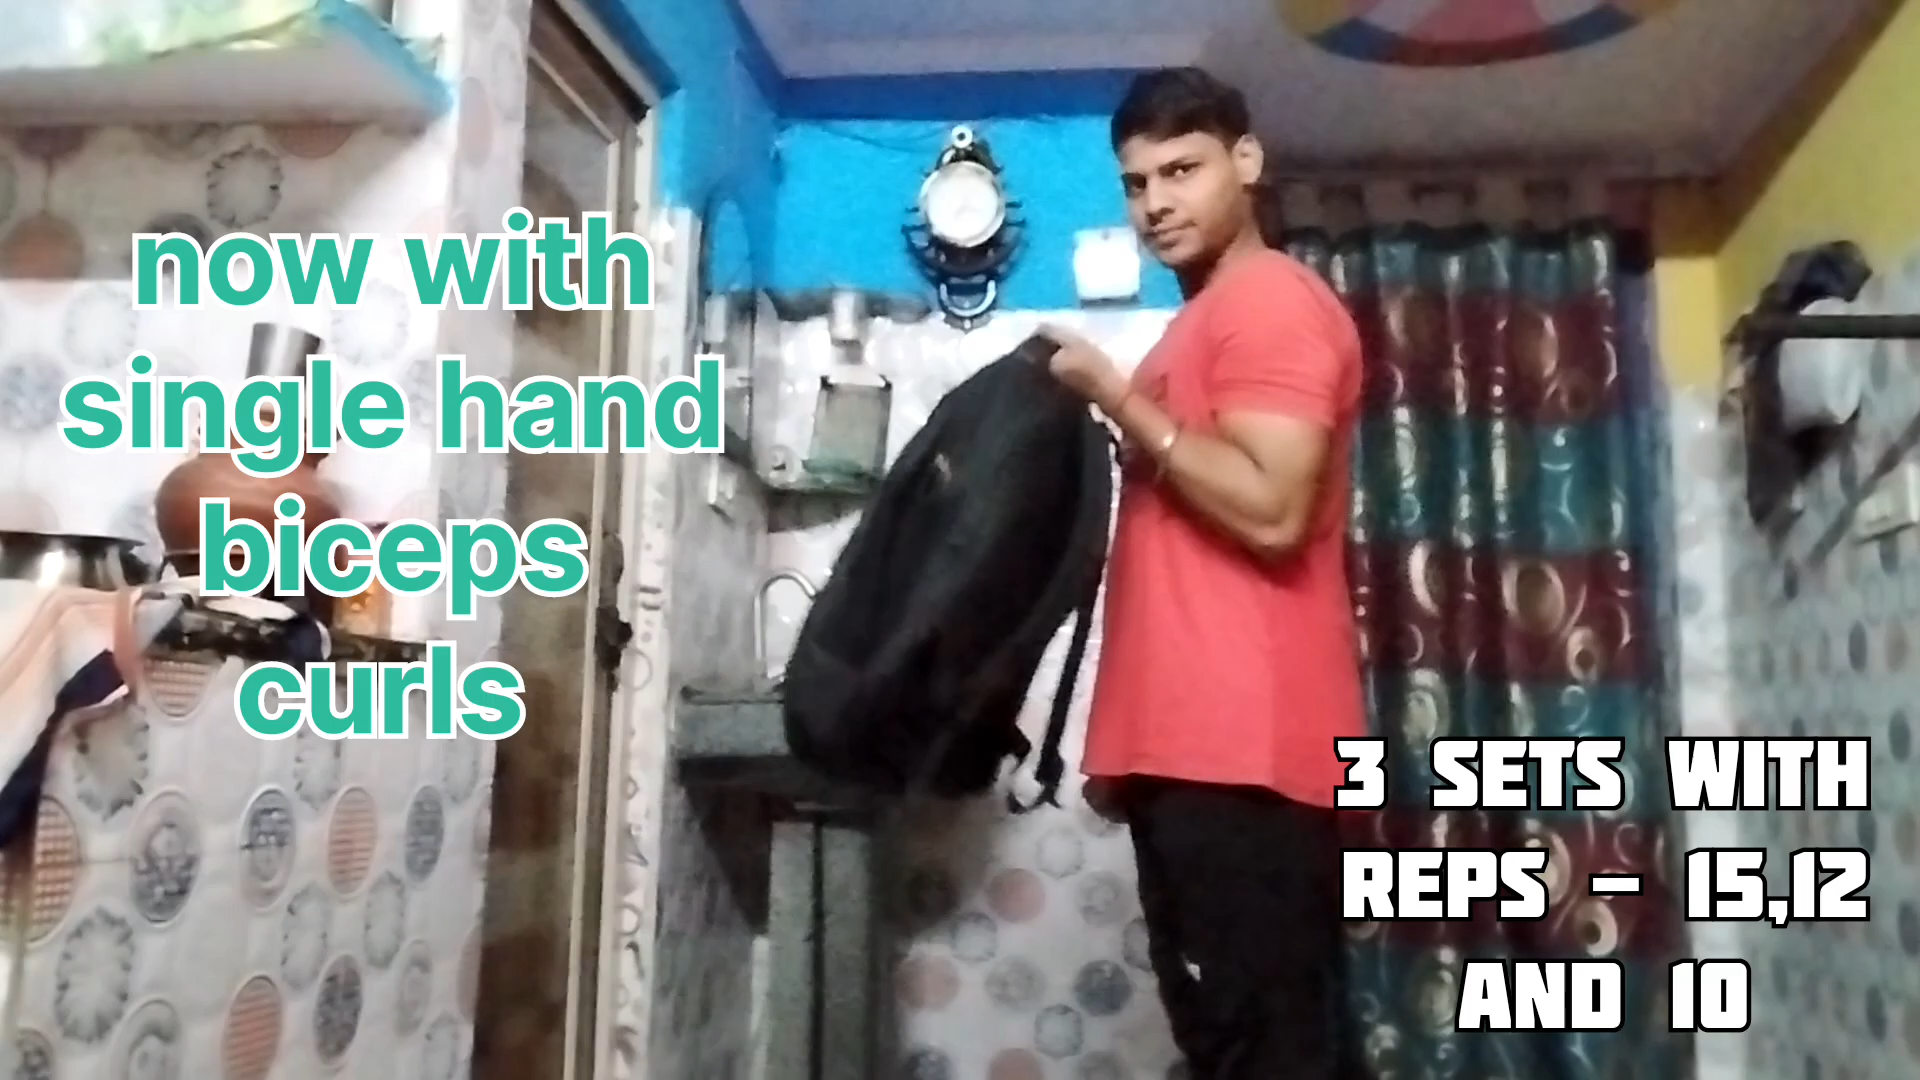 now with
single hand
biceps
curls
3 SETS WITH
REPS - 15,12
AND 10